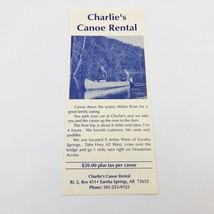 Charlie's
Canoe Rental
Canoe down the scenic White River for a
great family outing.
You park your car at Charlie's and we take
you and the canoe up the river to the dam.
The float trip is about 6 miles and takes 3 to
4 hours. We furnish cushions, life vests and
paddles.
We are located 9 miles West of Eureka
Springs. Take Hwy. 62 West, cross over the
bridge and go 1 mile, turn right on Houseman
Access.
$20.00 plus tax per canoe
Charlie's Canoe Rental
Rt. 2, Box 451 • Eureka Springs, AR 72632
Phone: 501-253-9125